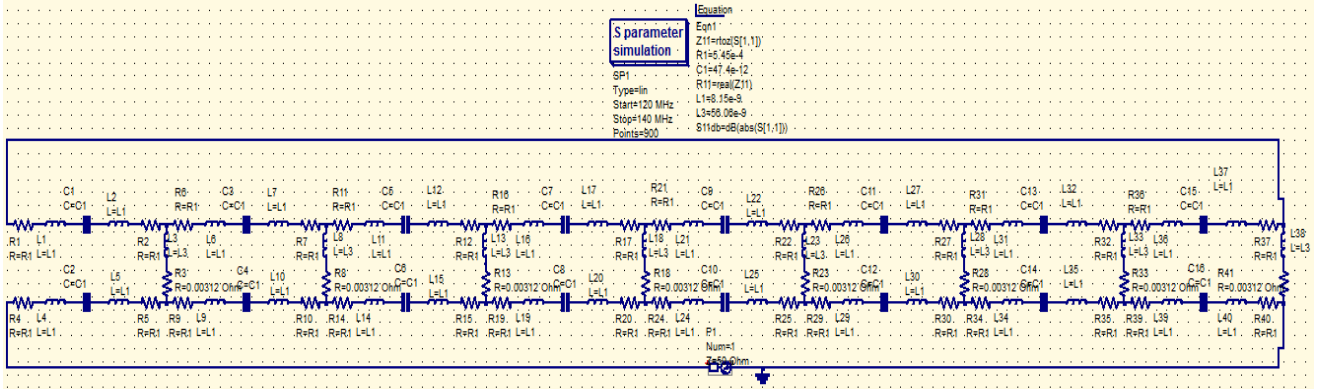 Equation
Eqn1
Z11=rtoz(S[1,1])
R1=5.45e-4
C1=47.4e-12
R11=real(Z11)
L1=8.15e-9
L3=56.06e-9
S11db=dB(abs(S[1,1]))
S parameter
simulation
SP1
Type=lin
Start=120 MHz
Stop=140 MHz
Points=900
L37
L=L1
C1 L2 R6 C3 L7 R11 C5 L12 R16 C7 L17 R21 C9 L22 R26 C11 L27 R31 C13 L32 R36 C15
C=C1 L=L1 R=R1 C=C1 L=L1 R=R1 C=C1 L=L1 R=R1 C=C1 L=L1 R=R1 C=C1 L=L1 R=R1 C=C1 L=L1 R=R1 C=C1 L=L1 R=R1 C=C1
R1 L1 R2 L3 L6 R7 L8 L11 R12 L13 L16 R17 L18 L21 R22 L23 L26 R27 L28 L31 R32 L33 L36 R37 L38
R=R1 L=L1 R=R1 L=L3 L=L1 R=R1 L=L3 L=L1 R=R1 L=L3 L=L1 R=R1 L=L3 L=L1 R=R1 L=L3 L=L1 R=R1 L=L3 L=L1 R=R1 L=L3 L=L1 R=R1 L=L3
C2 L5 R3 C4 L10 R8 C6 L15 R13 C8 L20 R18 C10 L25 R23 C12 L30 R28 C14 L35 R33 C16 R41
C=C1 L=L1 R=0.00312 Ohm C=C1 L=L1 R=0.00312 Ohm C=C1 L=L1 R=0.00312 Ohm C=C1 L=L1 R=0.00312 Ohm C=C1 L=L1 R=0.00312 Ohm C=C1 L=L1 R=0.00312 Ohm C=C1 L=L1 R=0.00312 Ohm C=C1 R=0.00312 Ohm
R4 L4 R5 R9 L9 R10 R14 L14 R15 R19 L19 R20 R24 L24 R25 R29 L29 R30 R34 L34 R35 R39 L39 L40 R40
R=R1 L=L1 R=R1 R=R1 L=L1 R=R1 R=R1 L=L1 R=R1 R=R1 L=L1 R=R1 R=R1 L=L1 R=R1 R=R1 L=L1 R=R1 R=R1 L=L1 R=R1 R=R1 L=L1 L=L1 R=R1
P1
Num=1
Z=50 Ohm